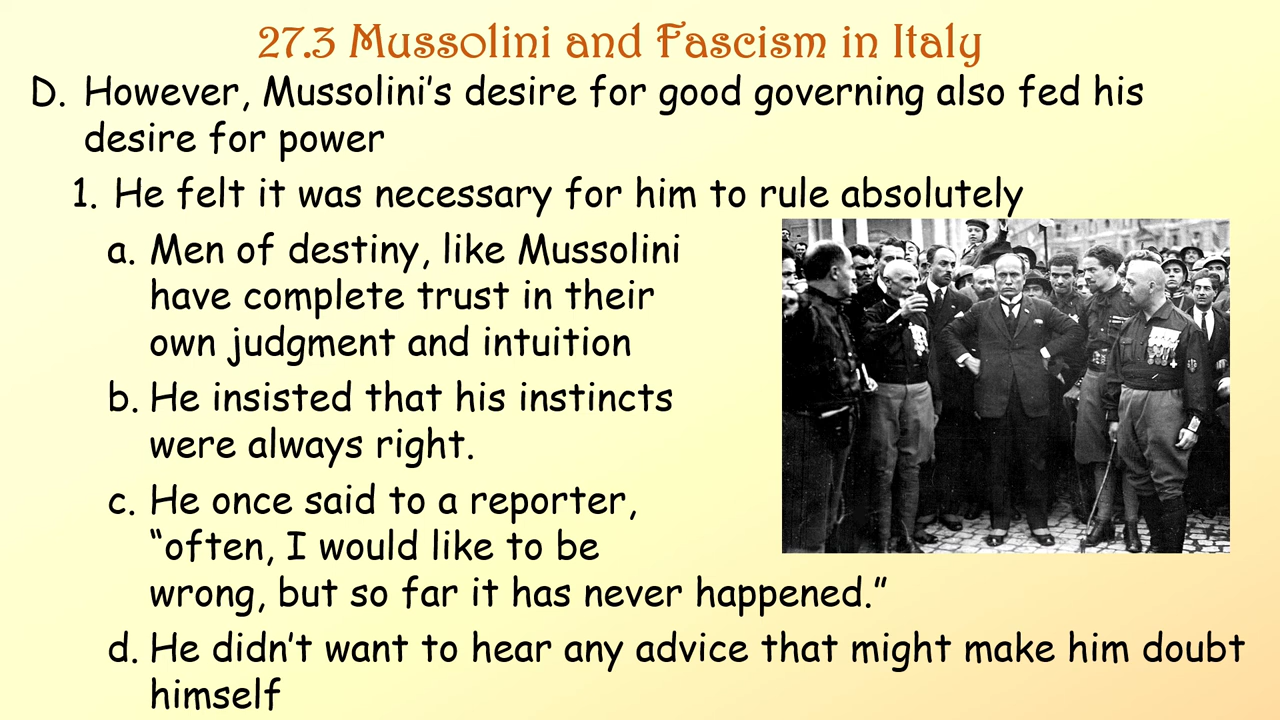 27.3 Mussolini and Fascism in Italy
D. However, Mussolini’s desire for good governing also fed his
desire for power
1. He felt it was necessary for him to rule absolutely
a. Men of destiny, like Mussolini
have complete trust in their
own judgment and intuition
b. He insisted that his instincts
were always right.
c. He once said to a reporter,
“often, I would like to be
wrong, but so far it has never happened.”
d. He didn’t want to hear any advice that might make him doubt
himself